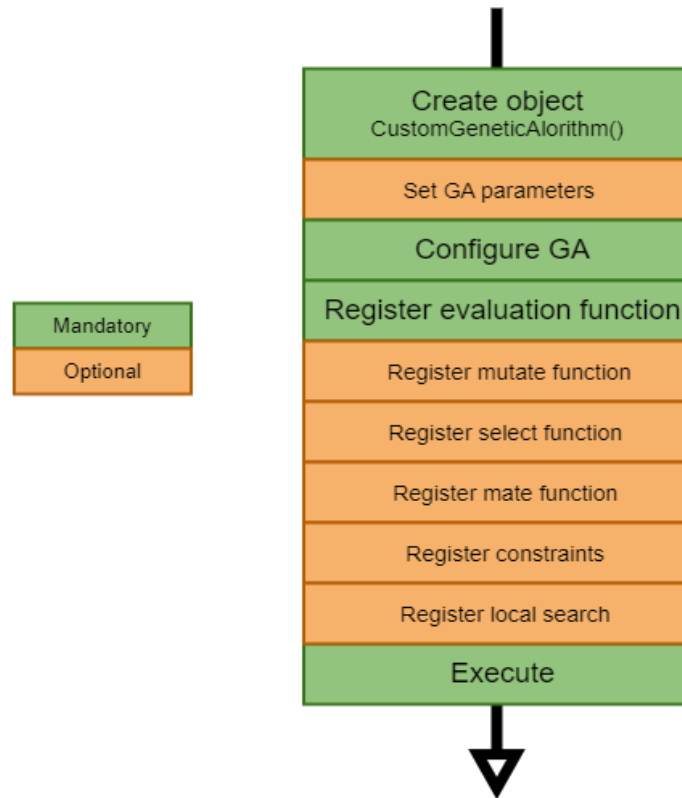 Create object
CustomGeneticAlorithm()
Set GA parameters
Configure GA
Register evaluation function
Mandatory
Optional
Register mutate function
Register select function
Register mate function
Register constraints
Register local search
Execute